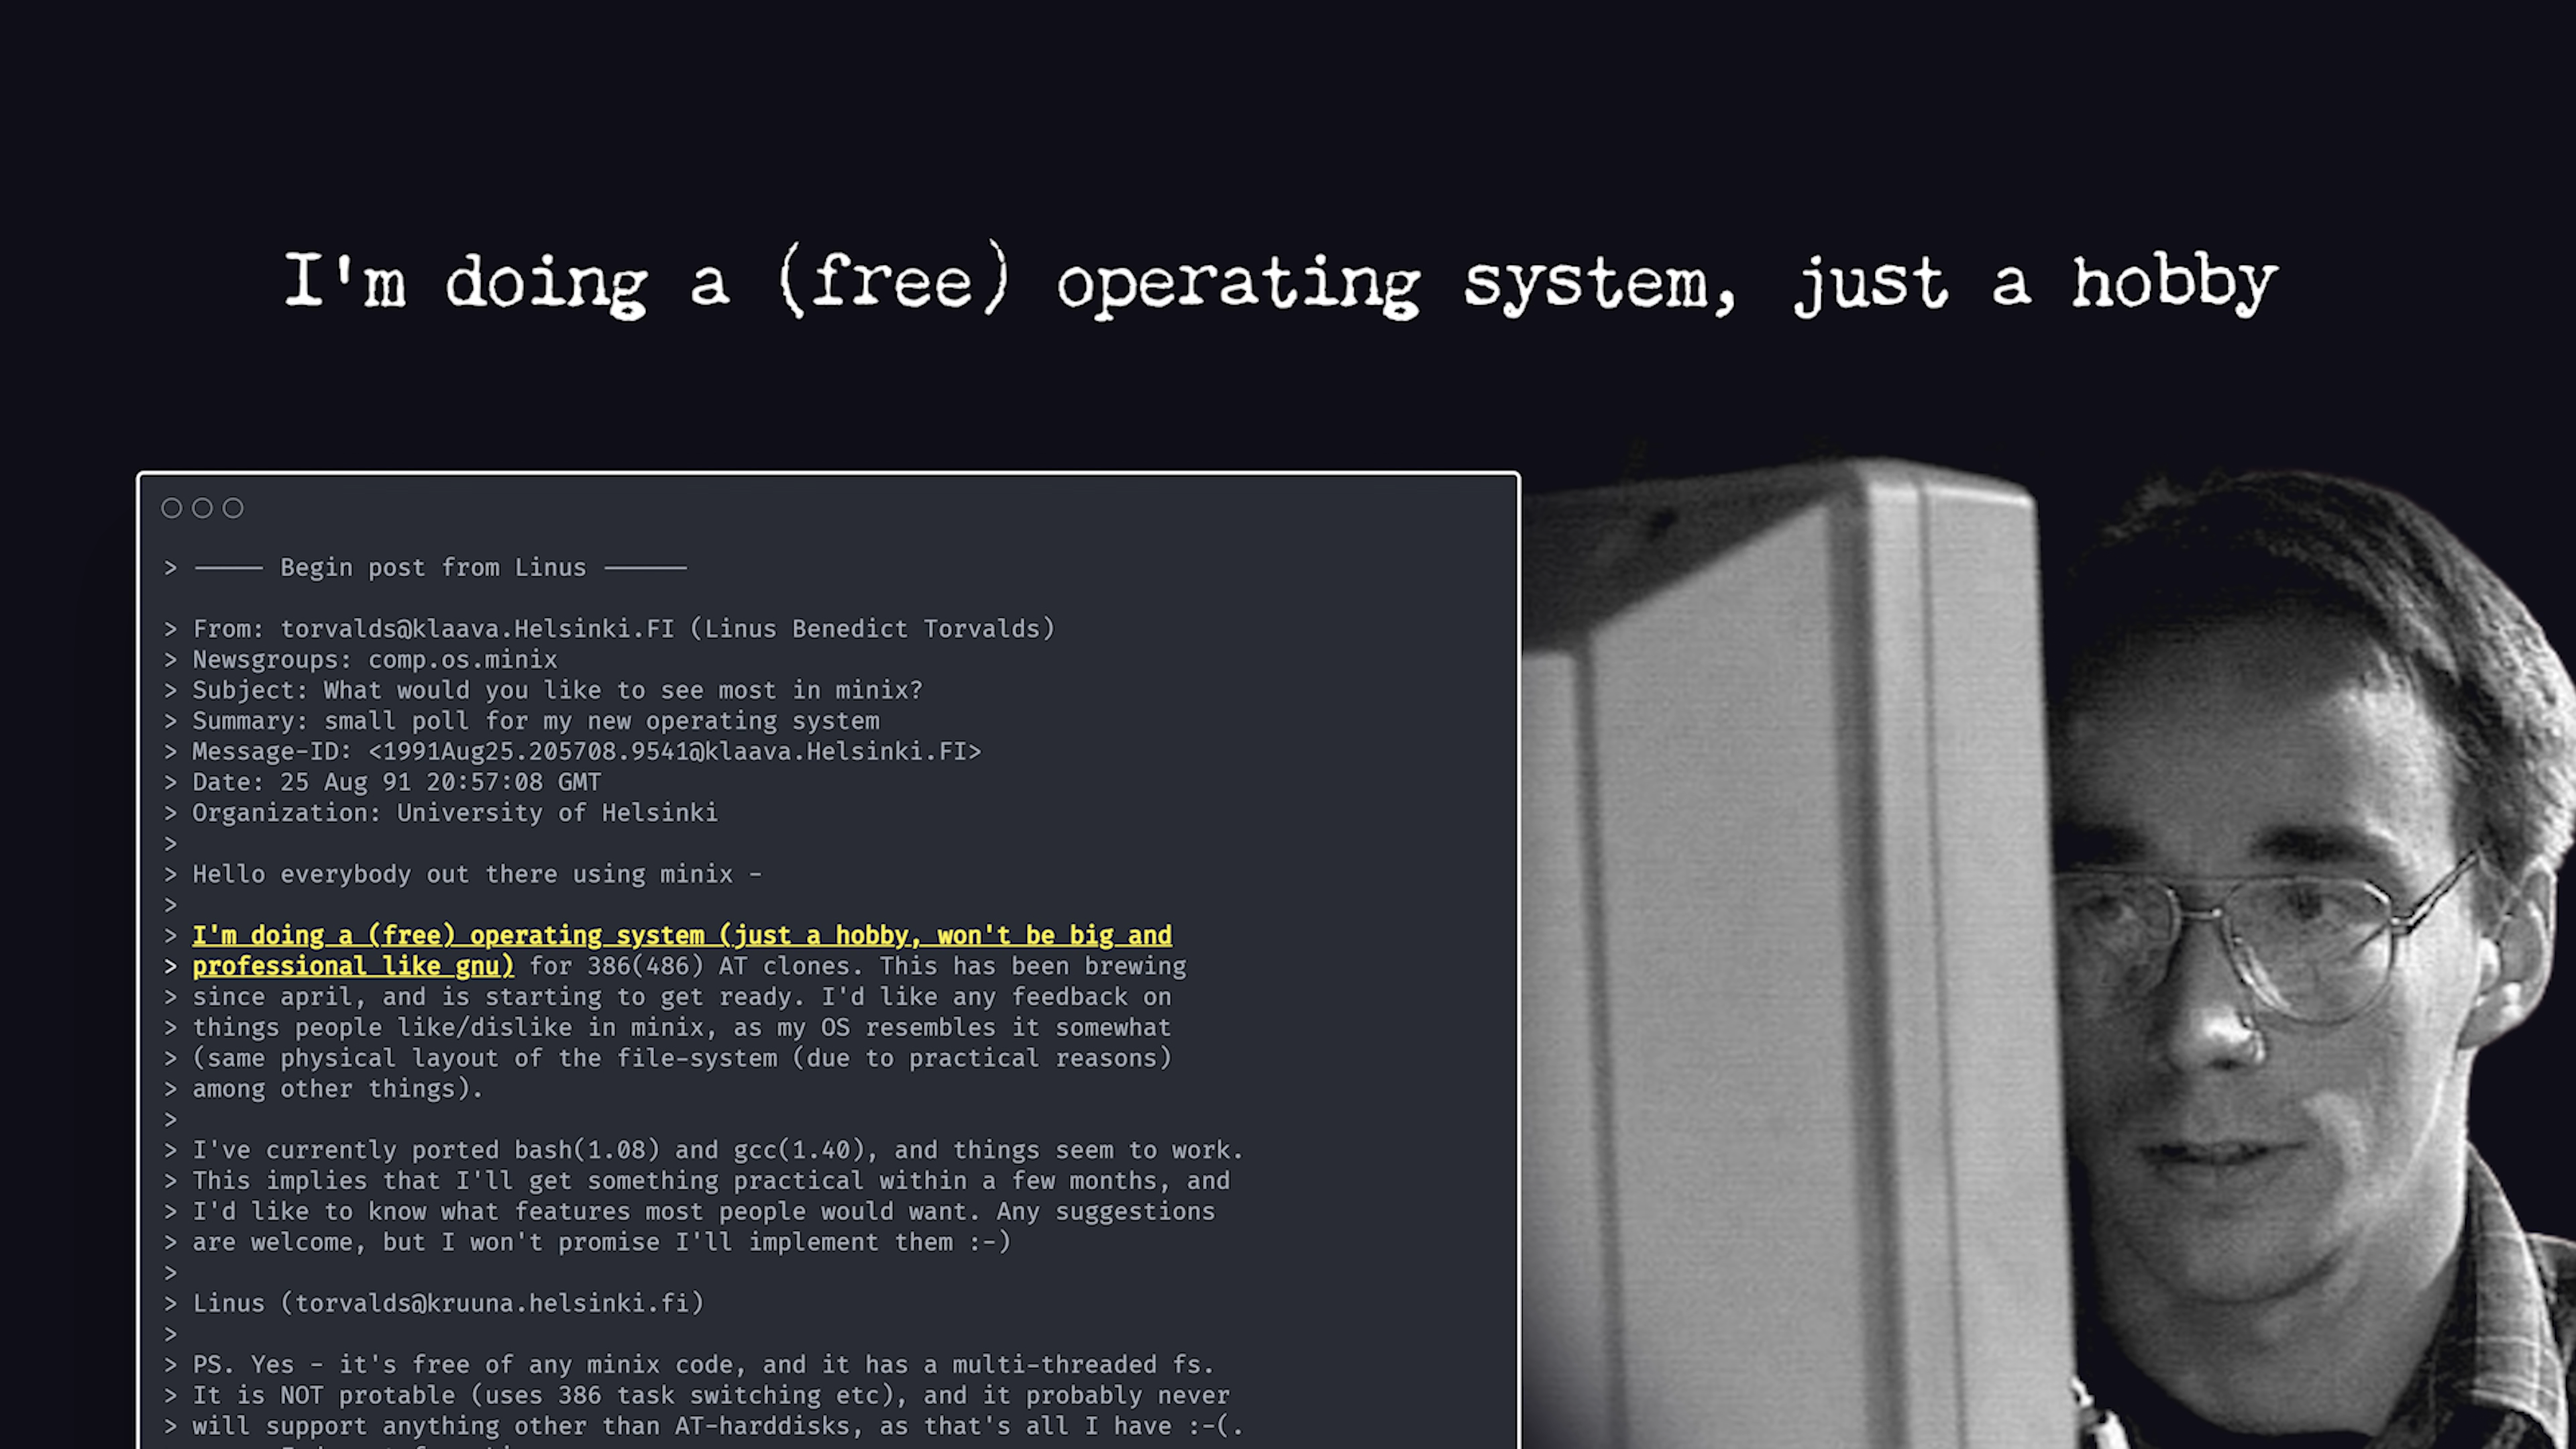 I'm doing a (free) operating system, just a hobby
> ——— Begin post from Linus ———
> From: torvalds@klaava.Helsinki.FI (Linus Benedict Torvalds)
> Newsgroups: comp.os.minix
> Subject: What would you like to see most in minix?
> Summary: small poll for my new operating system
> Message-ID: <1991Aug25.205708.9541@klaava.Helsinki.FI>
> Date: 25 Aug 91 20:57:08 GMT
> Organization: University of Helsinki
>
> Hello everybody out there using minix -
>
> I'm doing a (free) operating system (just a hobby, won't be big and
> professional like gnu) for 386(486) AT clones. This has been brewing
> since april, and is starting to get ready. I'd like any feedback on
> things people like/dislike in minix, as my OS resembles it somewhat
> (same physical layout of the file-system (due to practical reasons)
> among other things).
>
> I've currently ported bash(1.08) and gcc(1.40), and things seem to work.
> This implies that I'll get something practical within a few months, and
> I'd like to know what features most people would want. Any suggestions
> are welcome, but I won't promise I'll implement them :-)
>
> Linus (torvalds@kruuna.helsinki.fi)
>
> PS. Yes - it's free of any minix code, and it has a multi-threaded fs.
> It is NOT protable (uses 386 task switching etc), and it probably never
> will support anything other than AT-harddisks, as that's all I have :-(.